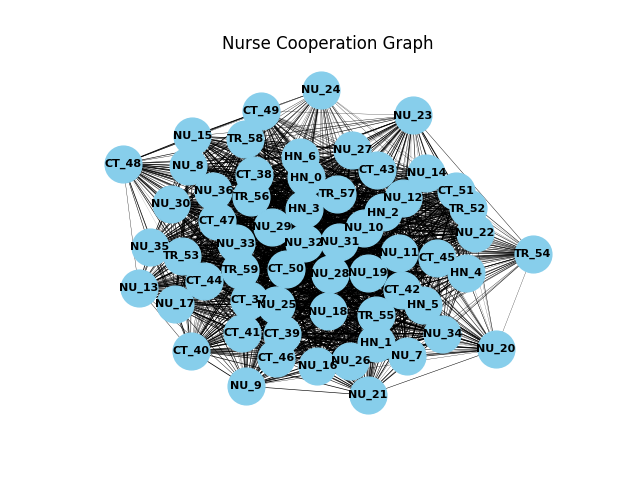 Nurse Cooperation Graph
NU_24
CT_49
NU_23
NU_15
TR_58
NU_27
HN_6
CT_48
NU_8
CT_43
NU_14
CT_38
HN_0
NU_36
CT_51
TR_57
TR_56
NU_12
NU_30
HN_3
TR_52
HN_2
CT_47
NU_29
NU_10
NU_22
NU_33
NU_32
NU_31
NU_35
NU_11
TR_54
TR_53
CT_45
TR_59
CT_50
NU_28
NU_19
HN_4
CT_44
NU_13
CT_42
CT_37
NU_17
NU_25
HN_5
NU_18
TR_55
CT_41
CT_39
NU_34
HN_1
CT_40
NU_20
CT_46
NU_7
NU_26
NU_16
NU_9
NU_21